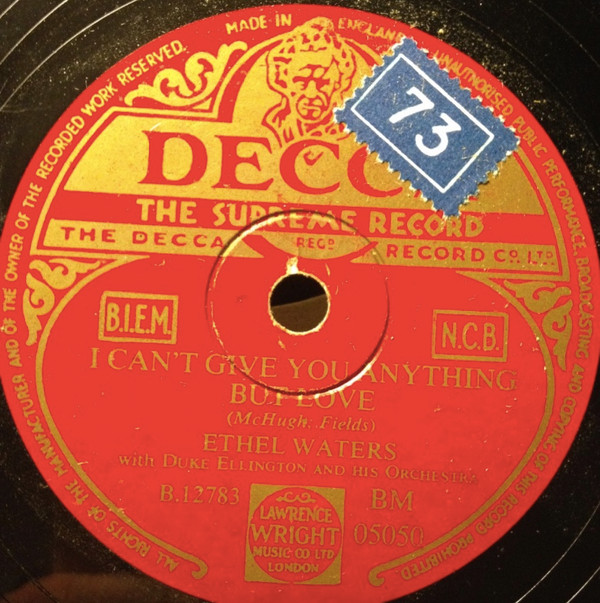 MADE IN ENGLAND
UNAUTHORISED PUBLIC PERFORMANCE, BROADCASTING AND COPYING OF THIS RECORD PROHIBITED
ALL RIGHTS OF THE MANUFACTURER AND OF THE OWNER OF THE RECORDED WORK RESERVED.
73
DECCA
THE SUPREME RECORD
THE DECCA REGD RECORD CO. LTD.
B.I.E.M. N.C.B.
I CAN'T GIVE YOU ANYTHING
BUT LOVE
(McHugh; Fields)
ETHEL WATERS
with DUKE ELLINGTON AND HIS ORCHESTRA
B.12783 BM
05050
LAWRENCE
WRIGHT
MUSIC CO LTD
LONDON